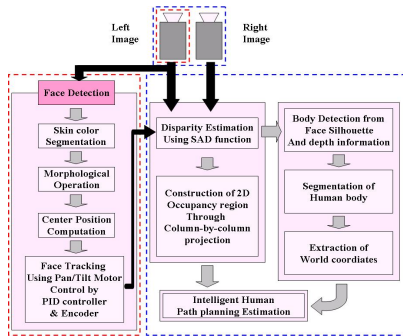 Left
Image
Right
Image
Face Detection
Skin color
Segmentation
Morphological
Operation
Center Position
Computation
Face Tracking
Using Pan/Tilt Motor
Control by
PID controller
& Encoder
Disparity Estimation
Using SAD function
Construction of 2D
Occupancy region
Through
Column-by-column
projection
Body Detection from
Face Silhouette
And depth information
Segmentation of
Human body
Extraction of
World coordiates
Intelligent Human
Path planning Estimation